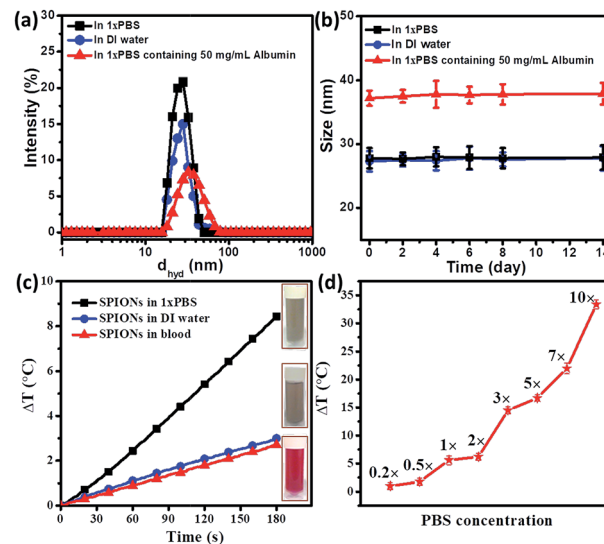 (a)
In 1xPBS
In DI water
In 1xPBS containing 50 mg/mL Albumin
Intensity (%)
25
20
15
10
5
0
1 10 100 1000
d_hyd (nm)
(b)
In 1xPBS
In DI water
In 1xPBS containing 50 mg/mL Albumin
Size (nm)
50
40
30
20
0 2 4 6 8 14
Time (day)
(c)
SPIONs in 1xPBS
SPIONs in DI water
SPIONs in blood
ΔT (°C)
10
8
6
4
2
0
0 30 60 90 120 150 180
Time (s)
(d)
ΔT (°C)
35
30
25
20
15
10
5
0
0.2×
0.5×
1×
2×
3×
5×
7×
10×
PBS concentration